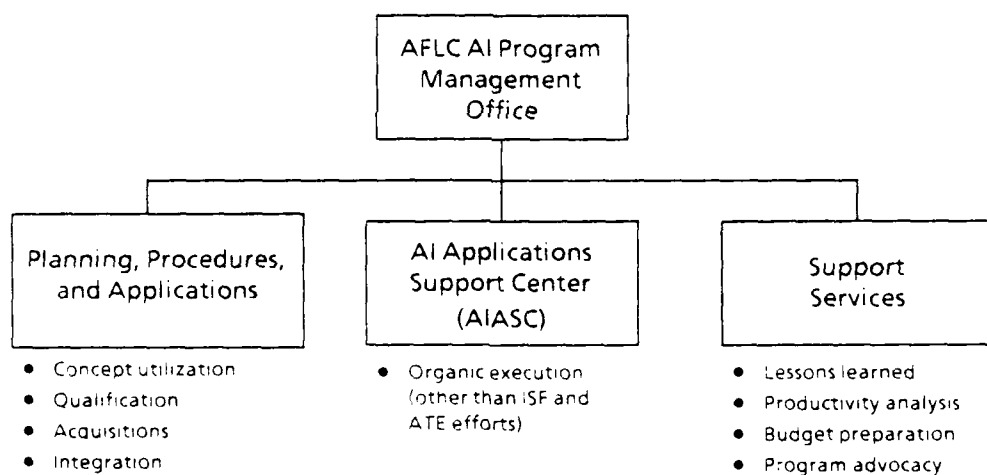 AFLC AI Program
Management
Office
Planning, Procedures,
and Applications
AI Applications
Support Center
(AIASC)
Support
Services
● Concept utilization
● Qualification
● Acquisitions
● Integration
● Organic execution
(other than ISF and
ATE efforts)
● Lessons learned
● Productivity analysis
● Budget preparation
● Program advocacy